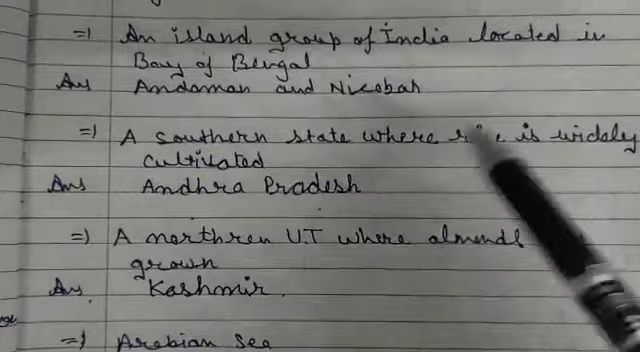 =) An island group of India located in
Bay of Bengal
Ans Andaman and Nicobar
=) A southern state where is widely
cultivated
Ans Andhra Pradesh
=) A northren U.T where almonds
grown
Ans Kashmir.
=) Arabian Sea